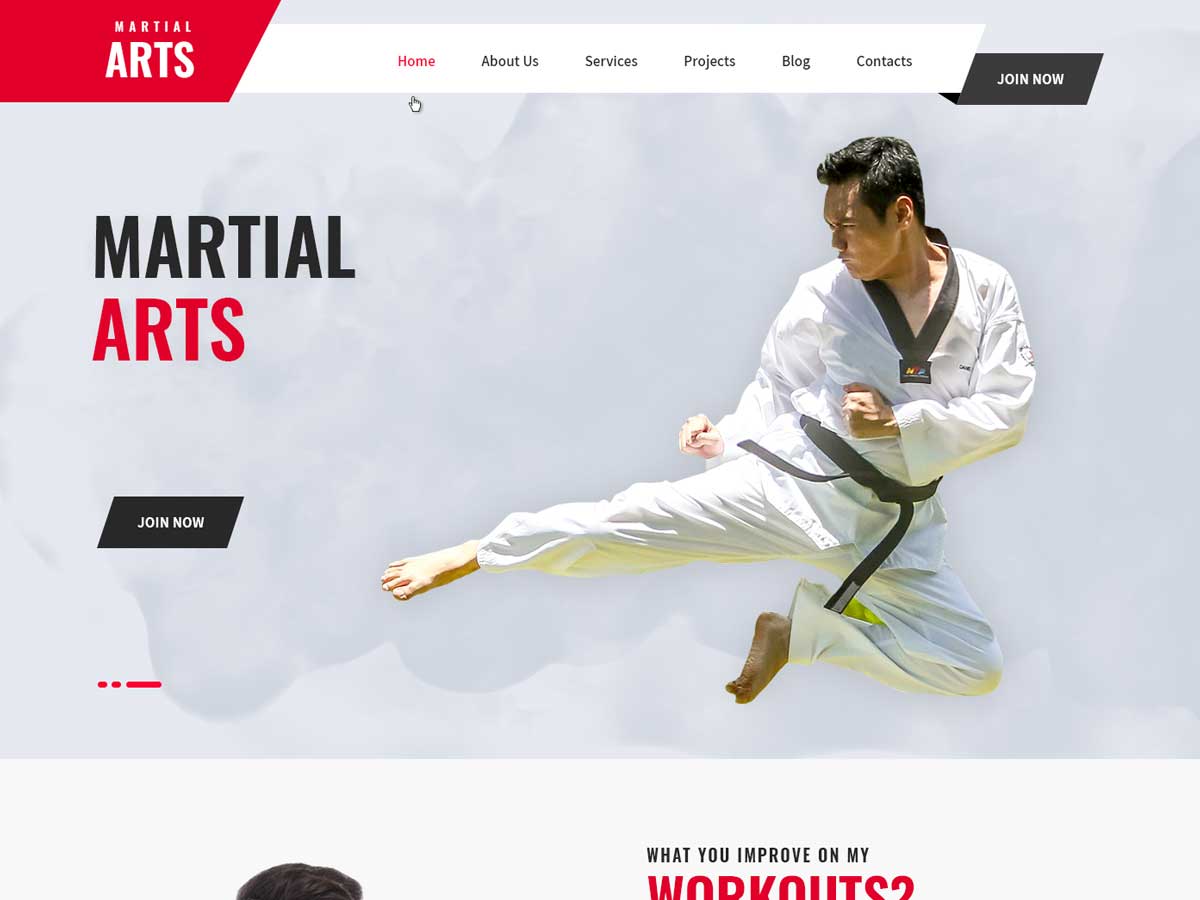 MARTIAL
ARTS
Home About Us Services Projects Blog Contacts
JOIN NOW
MARTIAL
ARTS
JOIN NOW
WHAT YOU IMPROVE ON MY
WORKOUTS?